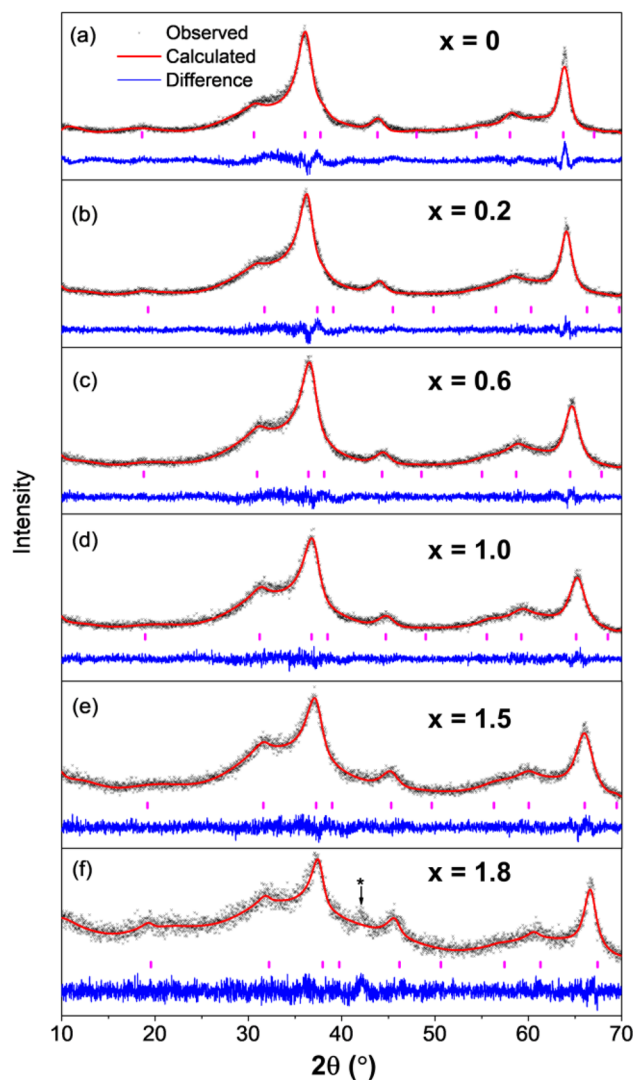 (a)
Observed
Calculated
Difference
x = 0
(b)
x = 0.2
(c)
x = 0.6
Intensity
(d)
x = 1.0
(e)
x = 1.5
(f)
x = 1.8
*
10 20 30 40 50 60 70
2θ (°)